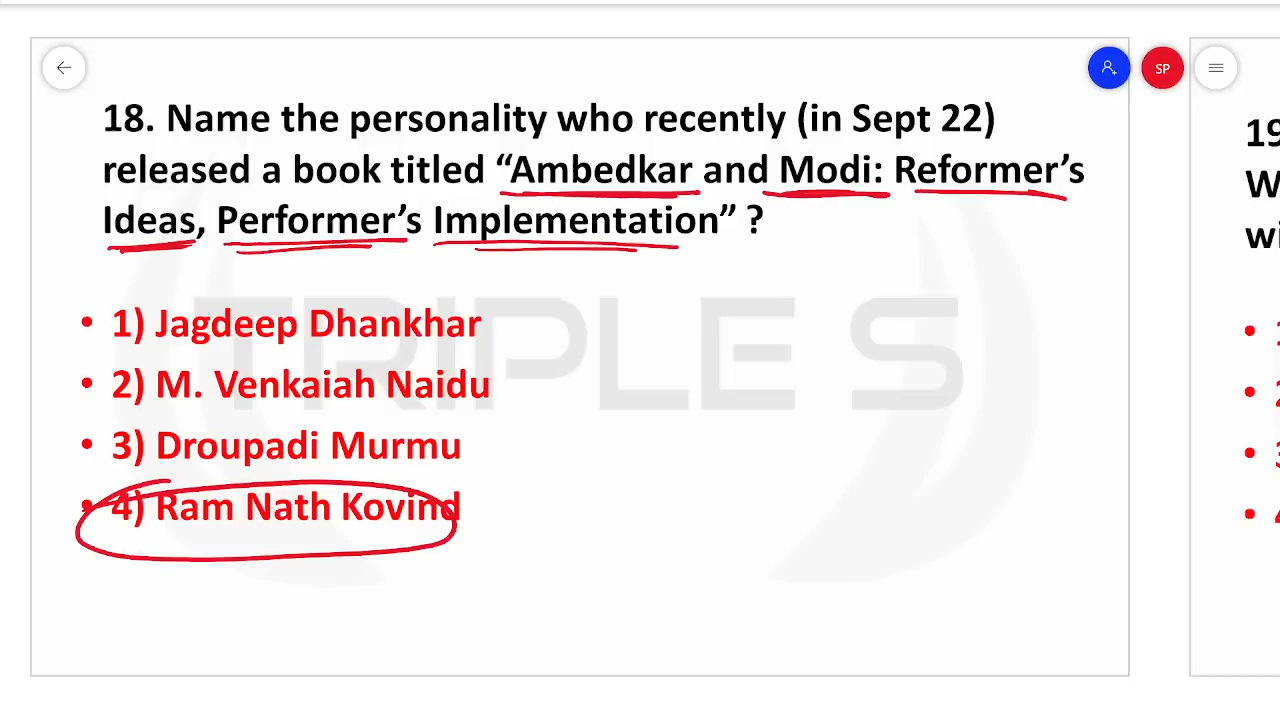 SP
18. Name the personality who recently (in Sept 22)
released a book titled “Ambedkar and Modi: Reformer’s
Ideas, Performer’s Implementation” ?
• 1) Jagdeep Dhankhar
• 2) M. Venkaiah Naidu
• 3) Droupadi Murmu
• 4) Ram Nath Kovind
TRIPLE S
19
W
wi